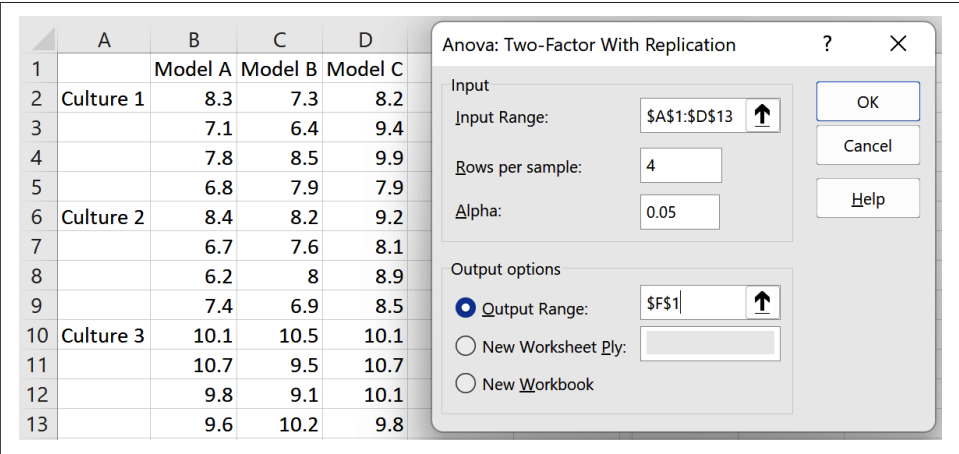 A B C D
1 Model A Model B Model C
2 Culture 1 8.3 7.3 8.2
3 7.1 6.4 9.4
4 7.8 8.5 9.9
5 6.8 7.9 7.9
6 Culture 2 8.4 8.2 9.2
7 6.7 7.6 8.1
8 6.2 8 8.9
9 7.4 6.9 8.5
10 Culture 3 10.1 10.5 10.1
11 10.7 9.5 10.7
12 9.8 9.1 10.1
13 9.6 10.2 9.8
Anova: Two-Factor With Replication ? X
Input
Input Range: $A$1:$D$13
Rows per sample: 4
Alpha: 0.05
OK
Cancel
Help
Output options
Output Range: $F$1
New Worksheet Ply:
New Workbook